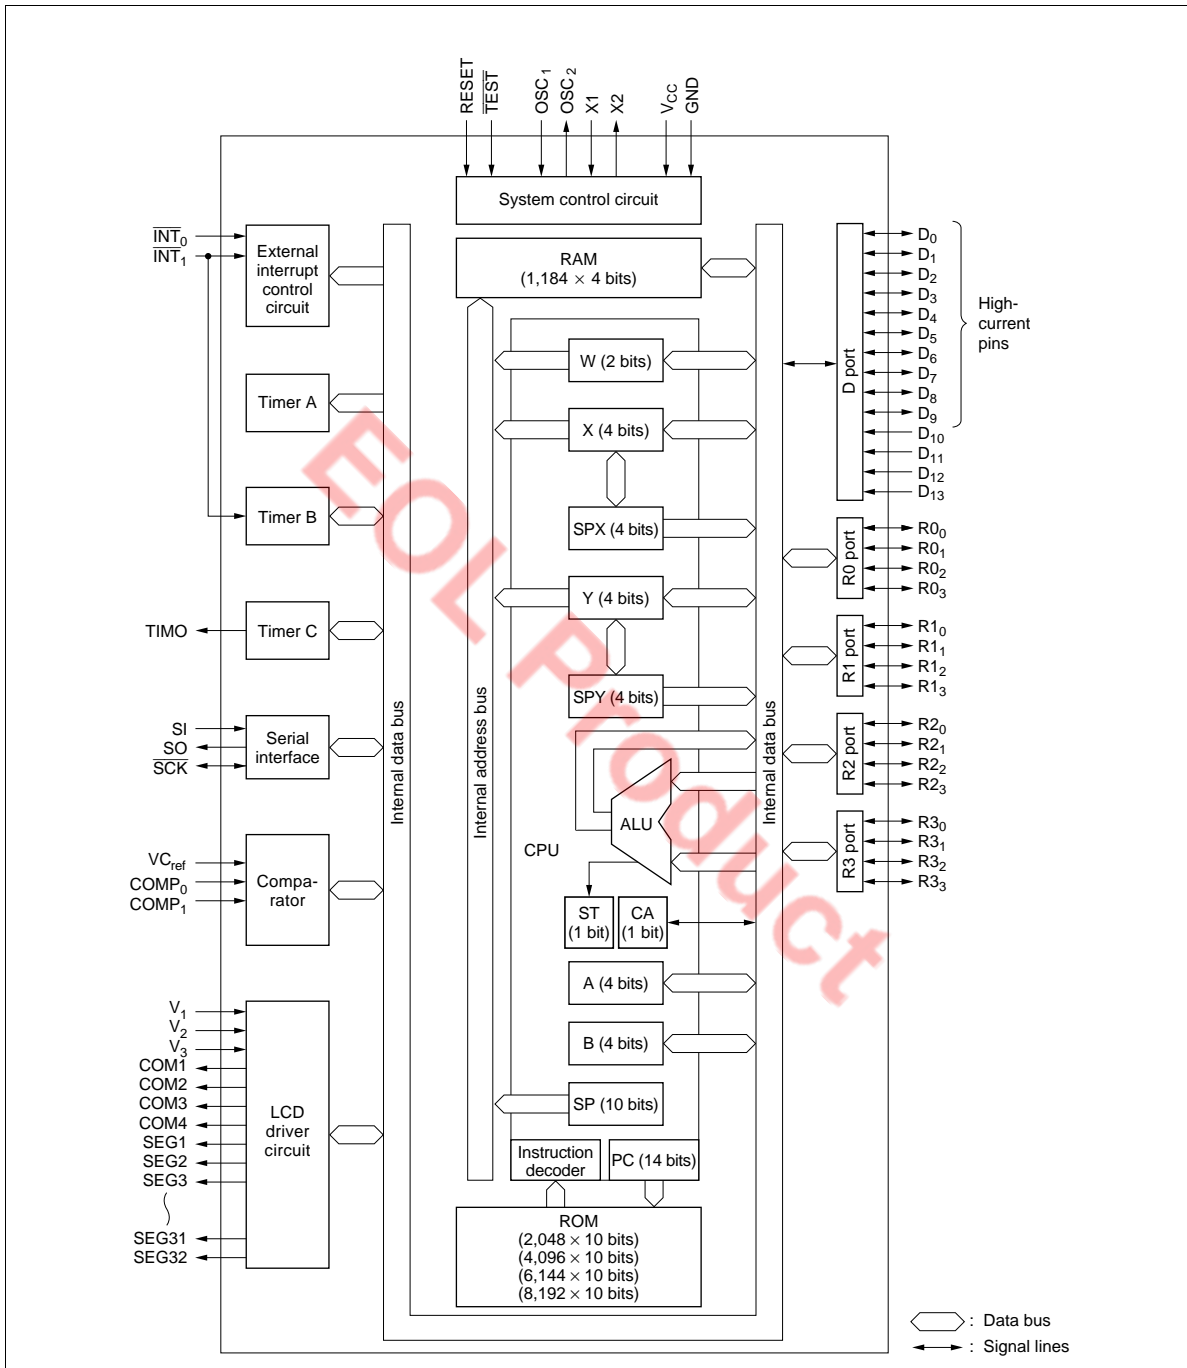 RESET
TEST
OSC1
OSC2
X1
X2
VCC
GND
System control circuit
INT0
INT1
External
interrupt
control
circuit
RAM
(1,184 × 4 bits)
Timer A
Timer B
Timer C
TIMO
SI
SO
SCK
Serial
interface
VCref
COMP0
COMP1
Compa-
rator
V1
V2
V3
COM1
COM2
COM3
COM4
SEG1
SEG2
SEG3
SEG31
SEG32
LCD
driver
circuit
Internal data bus
Internal address bus
W (2 bits)
X (4 bits)
SPX (4 bits)
Y (4 bits)
SPY (4 bits)
ALU
CPU
ST
(1 bit)
CA
(1 bit)
A (4 bits)
B (4 bits)
SP (10 bits)
Instruction
decoder
PC (14 bits)
ROM
(2,048 × 10 bits)
(4,096 × 10 bits)
(6,144 × 10 bits)
(8,192 × 10 bits)
Internal data bus
D port
D0
D1
D2
D3
D4
D5
D6
D7
D8
D9
D10
D11
D12
D13
High-
current
pins
R0 port
R00
R01
R02
R03
R1 port
R10
R11
R12
R13
R2 port
R20
R21
R22
R23
R3 port
R30
R31
R32
R33
: Data bus
: Signal lines
EOL Product